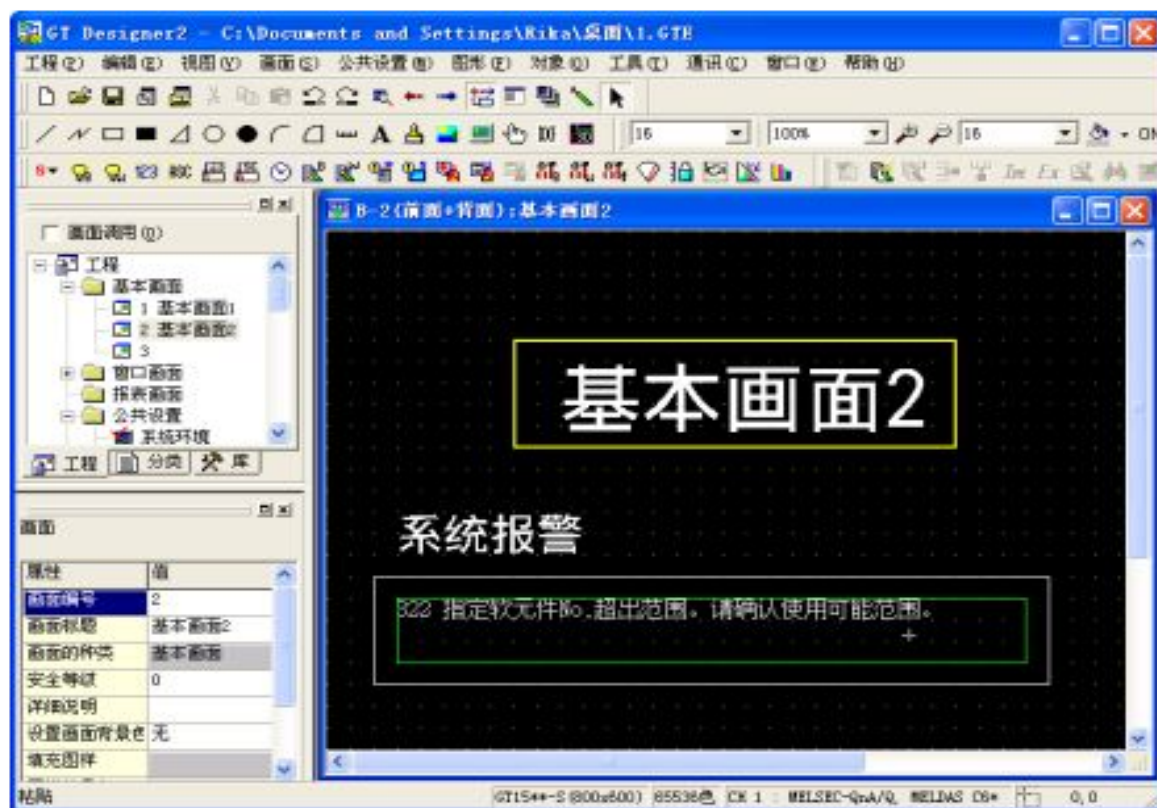 GT Designer2 - C:\Documents and Settings\Rika\桌面\1.GTE
工程(P) 编辑(E) 视图(V) 画面(S) 公共设置(M) 图形(F) 对象(O) 工具(T) 通讯(C) 窗口(W) 帮助(H)
A 16 100% 16 ON
123 ABC
B-2(前面+背面):基本画面2
画面调用(Q)
工程
基本画面
1 基本画面1
2 基本画面2
3
窗口画面
报表画面
公共设置
系统环境
工程 分类 库
基本画面2
系统报警
322 指定软元件No.超出范围。请确认使用可能范围。
画面
属性 值
画面编号 2
画面标题 基本画面2
画面的种类 基本画面
安全等级 0
详细说明
设置画面背景色 无
填充图样
粘贴
GT15**-S(800x600) 65536色 CH 1 : MELSEC-QnA/Q, MELDAS C6* 0,0